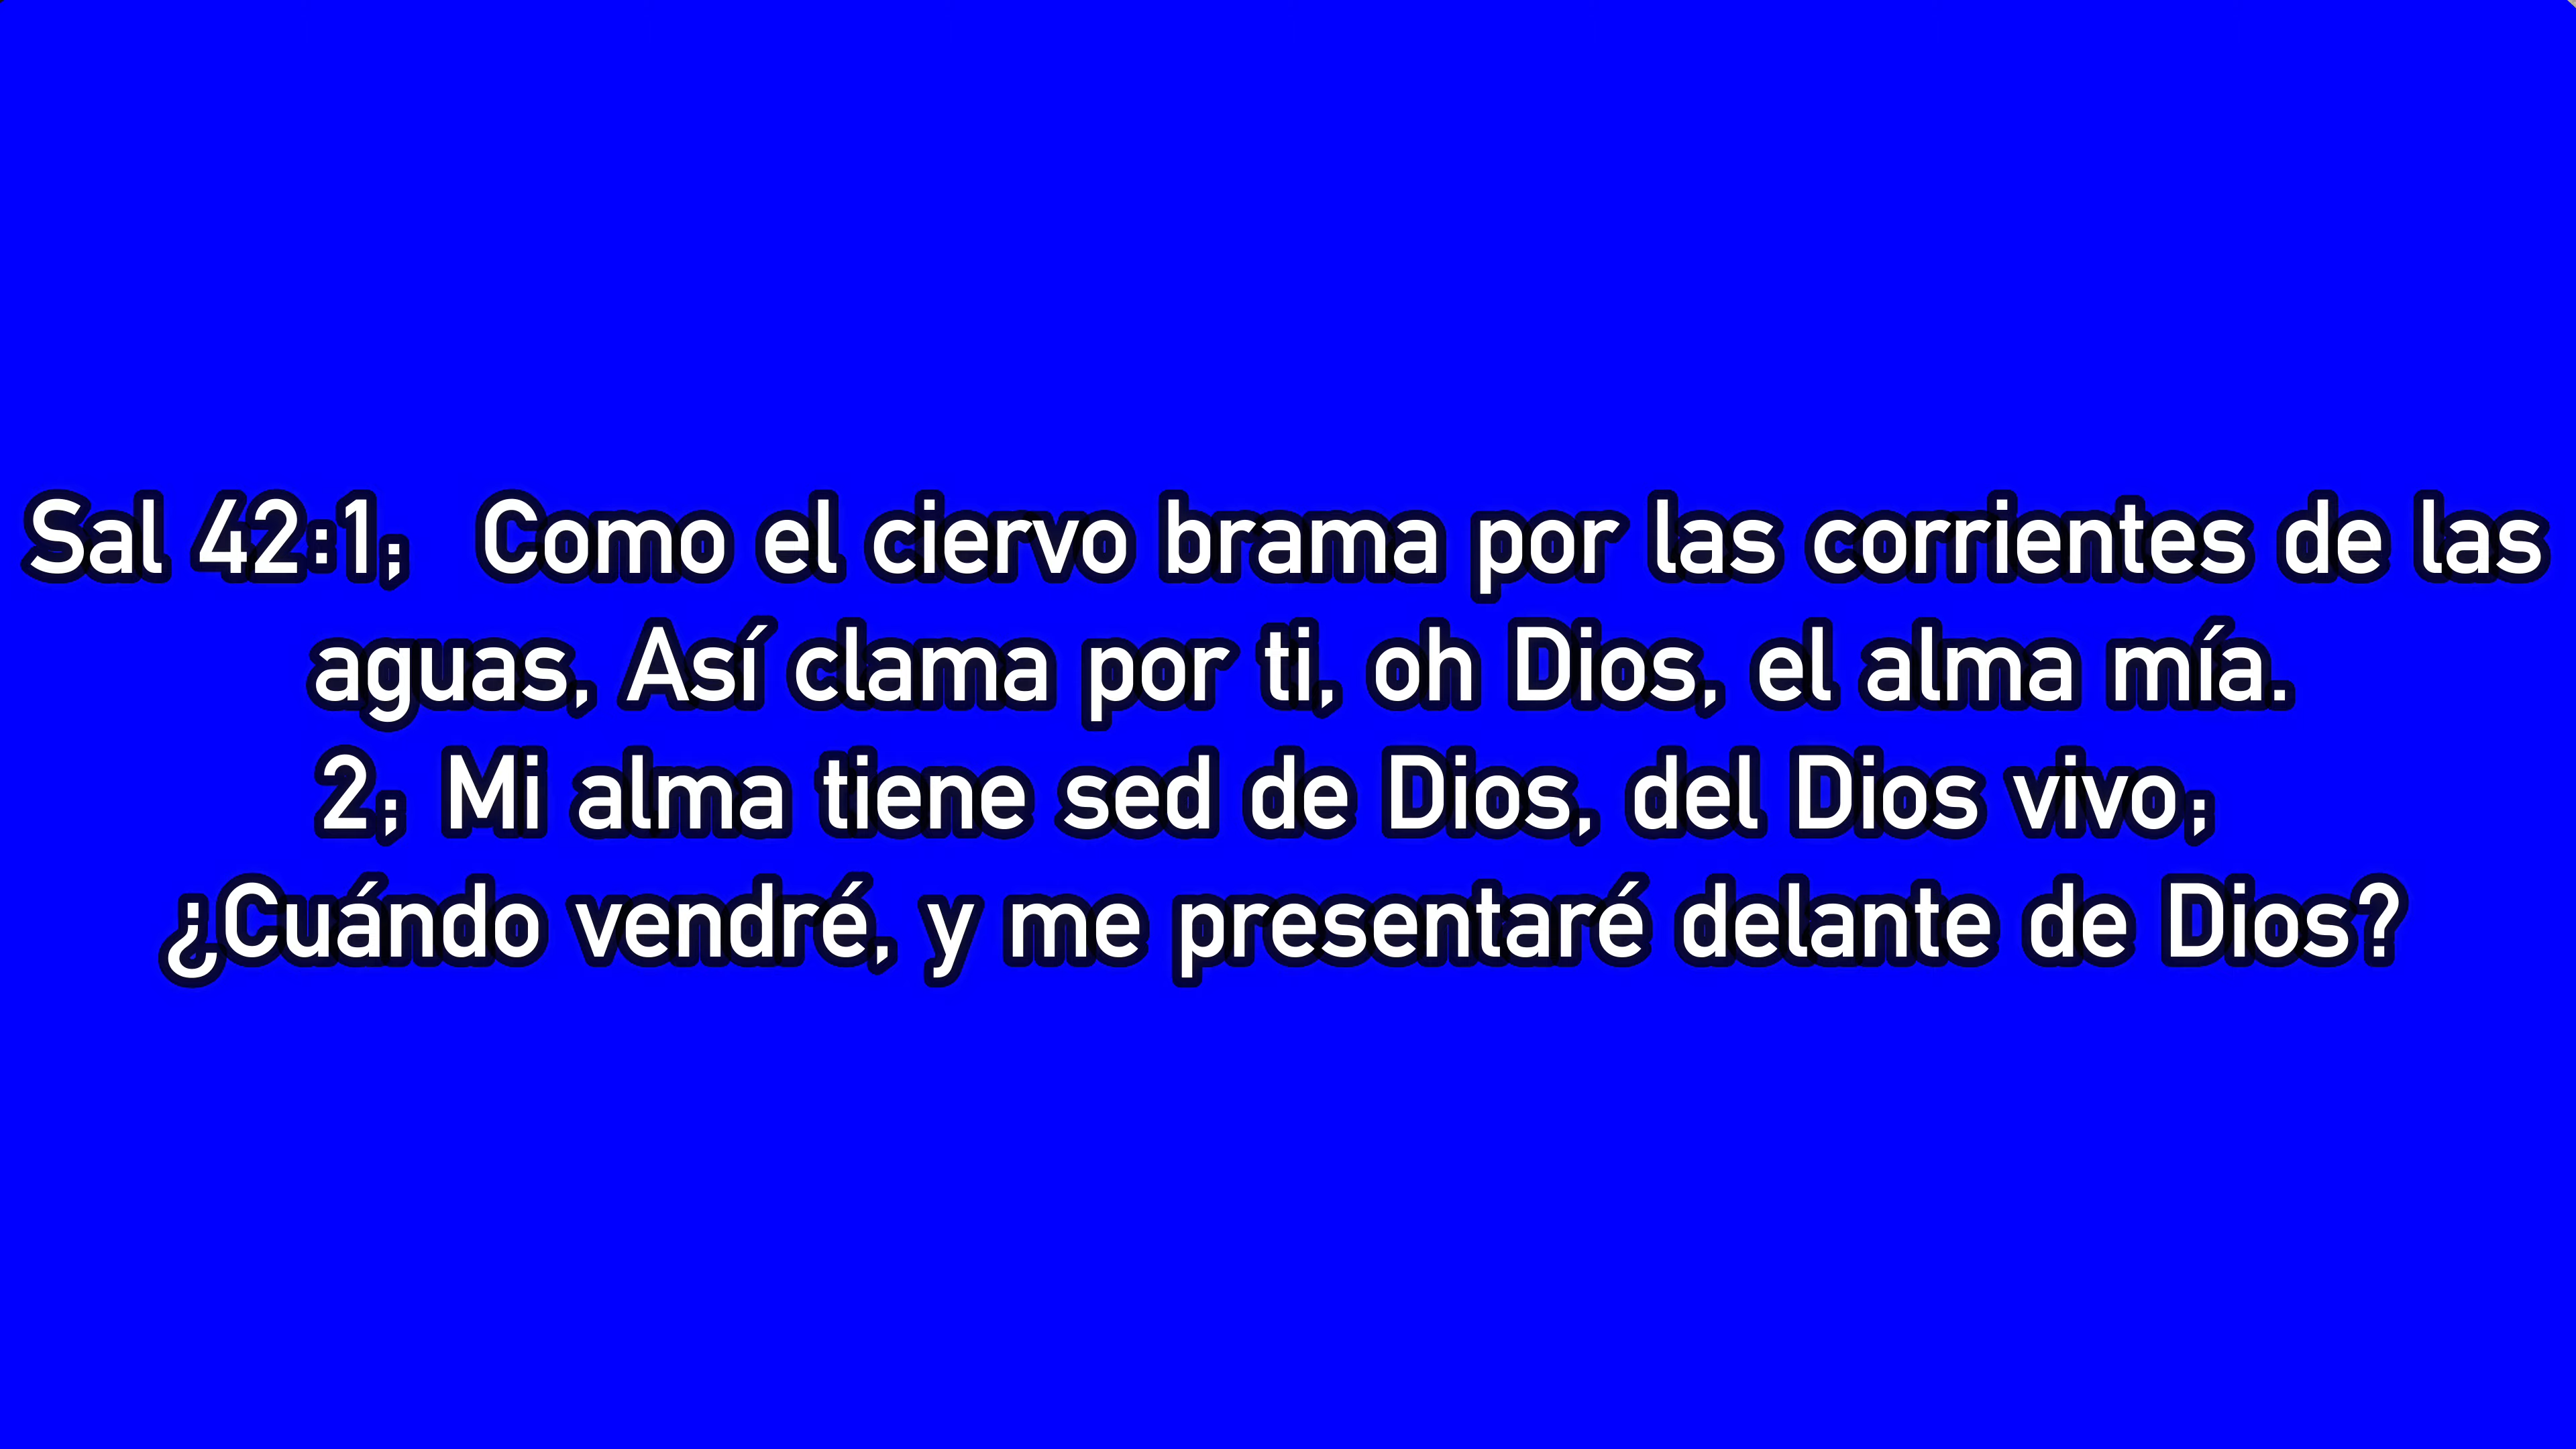 Sal 42:1;  Como el ciervo brama por las corrientes de las
aguas, Así clama por ti, oh Dios, el alma mía.
2; Mi alma tiene sed de Dios, del Dios vivo;
¿Cuándo vendré, y me presentaré delante de Dios?